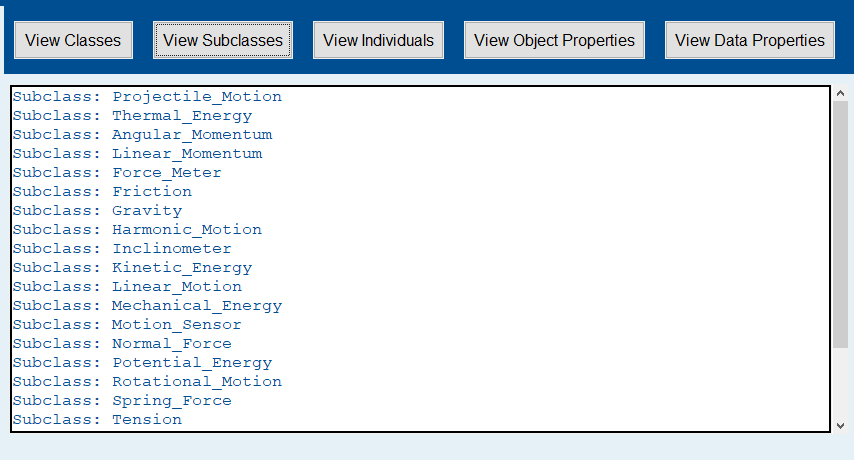 View Classes View Subclasses View Individuals View Object Properties View Data Properties
Subclass: Projectile_Motion
Subclass: Thermal_Energy
Subclass: Angular_Momentum
Subclass: Linear_Momentum
Subclass: Force_Meter
Subclass: Friction
Subclass: Gravity
Subclass: Harmonic_Motion
Subclass: Inclinometer
Subclass: Kinetic_Energy
Subclass: Linear_Motion
Subclass: Mechanical_Energy
Subclass: Motion_Sensor
Subclass: Normal_Force
Subclass: Potential_Energy
Subclass: Rotational_Motion
Subclass: Spring_Force
Subclass: Tension